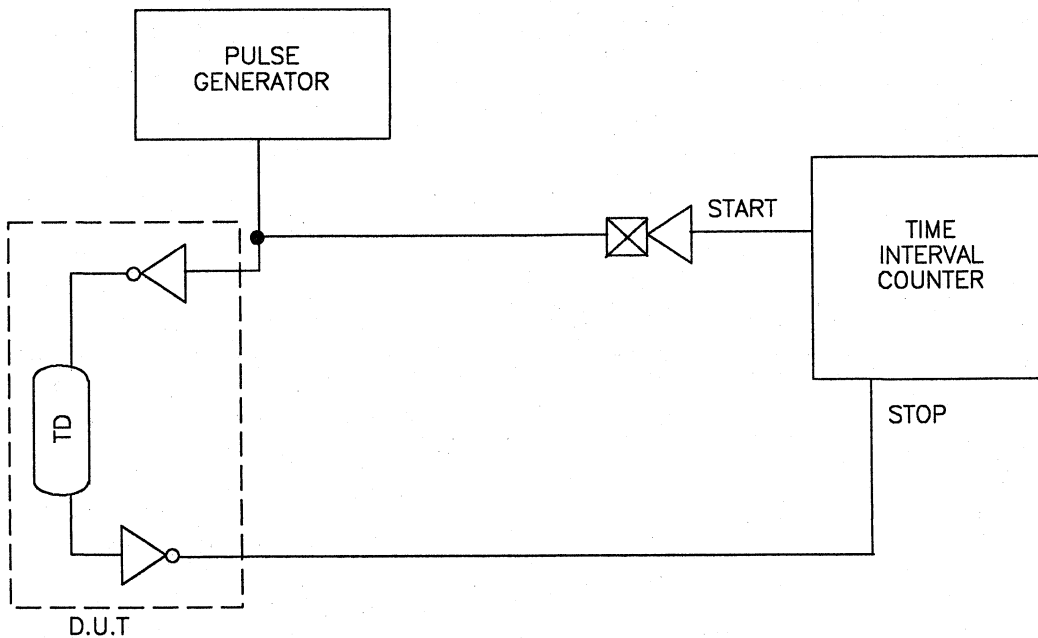 PULSE
GENERATOR
START
TIME
INTERVAL
COUNTER
STOP
TD
D.U.T